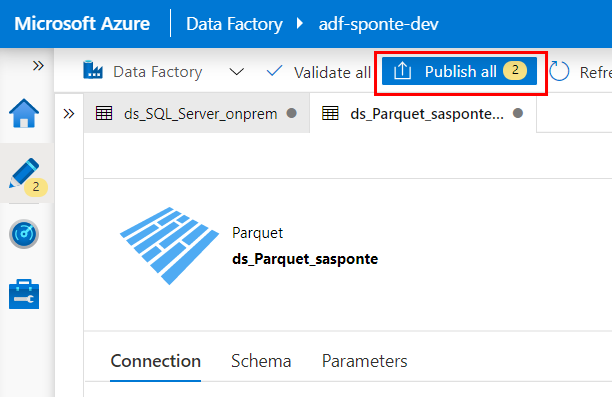 Microsoft Azure Data Factory adf-sponte-dev
» Data Factory Validate all Publish all 2 Refre
» ds_SQL_Server_onprem ds_Parquet_sasponte...
2
Parquet
ds_Parquet_sasponte
Connection Schema Parameters